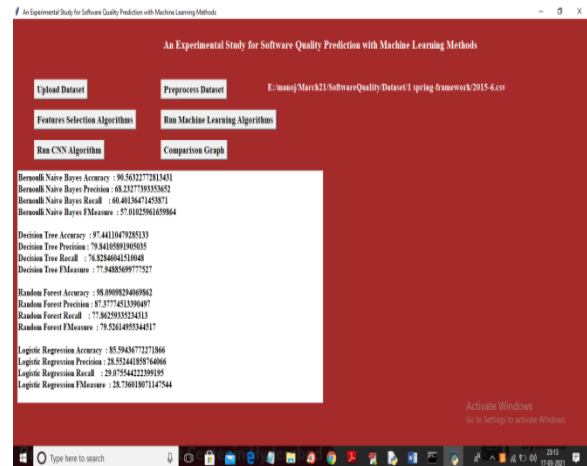 An Experimental Study for Software Quality Prediction with Machine Learning Methods
An Experimental Study for Software Quality Prediction with Machine Learning Methods
Upload Dataset
Preprocess Dataset
E:/manoj/March21/SoftwareQuality/Dataset/1 spring-framework/2015-6.csv
Features Selection Algorithms
Run Machine Learning Algorithms
Run CNN Algorithm
Comparison Graph
Bernoulli Naive Bayes Accuracy : 90.56322772813431
Bernoulli Naive Bayes Precision : 68.23277393353652
Bernoulli Naive Bayes Recall : 60.40136471453871
Bernoulli Naive Bayes FMeasure : 57.01025961659864
Decision Tree Accuracy : 97.44110479285133
Decision Tree Precision : 79.84105891905035
Decision Tree Recall : 76.82846041510048
Decision Tree FMeasure : 77.94885699777527
Random Forest Accuracy : 98.09098294069862
Random Forest Precision : 87.37774513390497
Random Forest Recall : 77.86259335234313
Random Forest FMeasure : 79.52614955344517
Logistic Regression Accuracy : 85.59436772271866
Logistic Regression Precision : 28.552441858764066
Logistic Regression Recall : 29.075544222399195
Logistic Regression FMeasure : 28.736018071147544
Activate Windows
Go to Settings to activate Windows.
Type here to search
23:13
17-03-2021